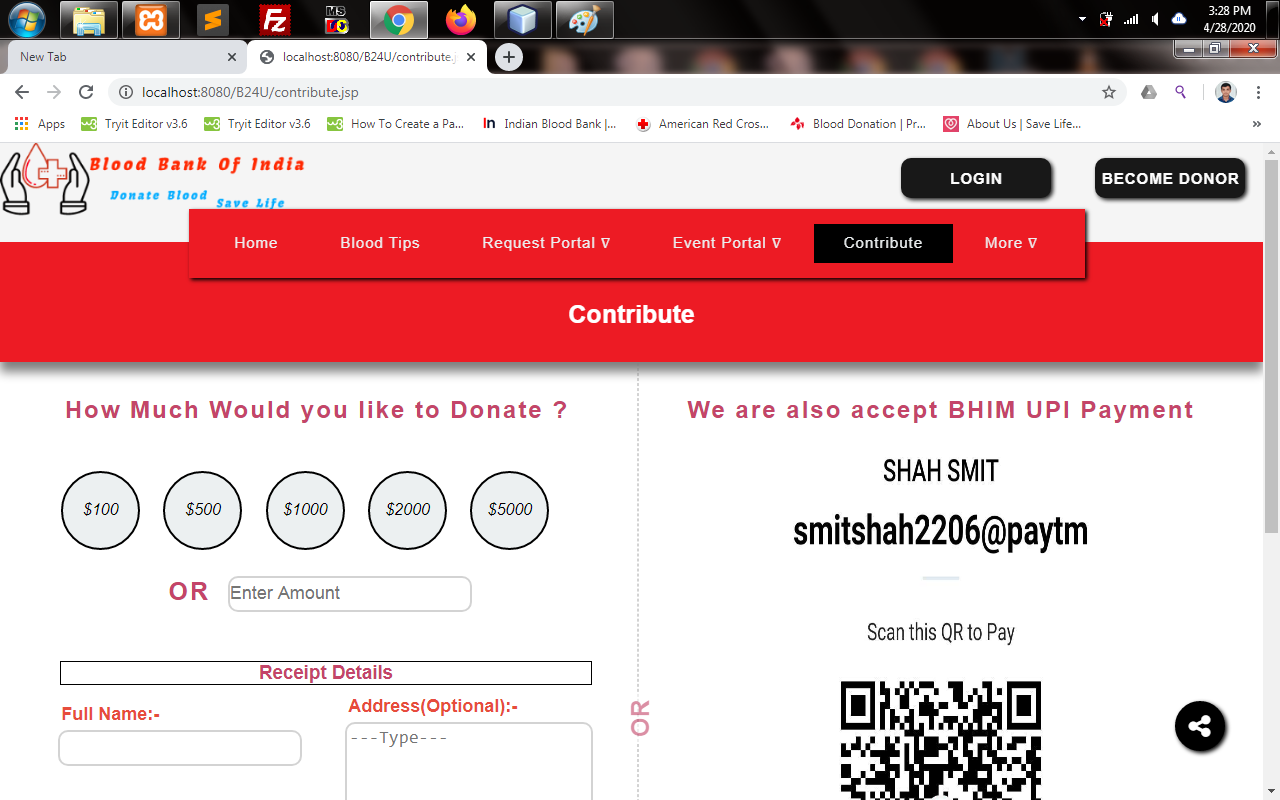 MS
3:28 PM
4/28/2020
New Tab
localhost:8080/B24U/contribute.j
localhost:8080/B24U/contribute.jsp
Apps
Tryit Editor v3.6
Tryit Editor v3.6
How To Create a Pa...
Indian Blood Bank |...
American Red Cros...
Blood Donation | Pr...
About Us | Save Life...
»
Blood Bank Of India
Donate Blood
Save Life
LOGIN
BECOME DONOR
Home
Blood Tips
Request Portal ∇
Event Portal ∇
Contribute
More ∇
Contribute
How Much Would you like to Donate ?
$100
$500
$1000
$2000
$5000
OR
Enter Amount
Receipt Details
Full Name:-
Address(Optional):-
---Type---
OR
We are also accept BHIM UPI Payment
SHAH SMIT
smitshah2206@paytm
Scan this QR to Pay